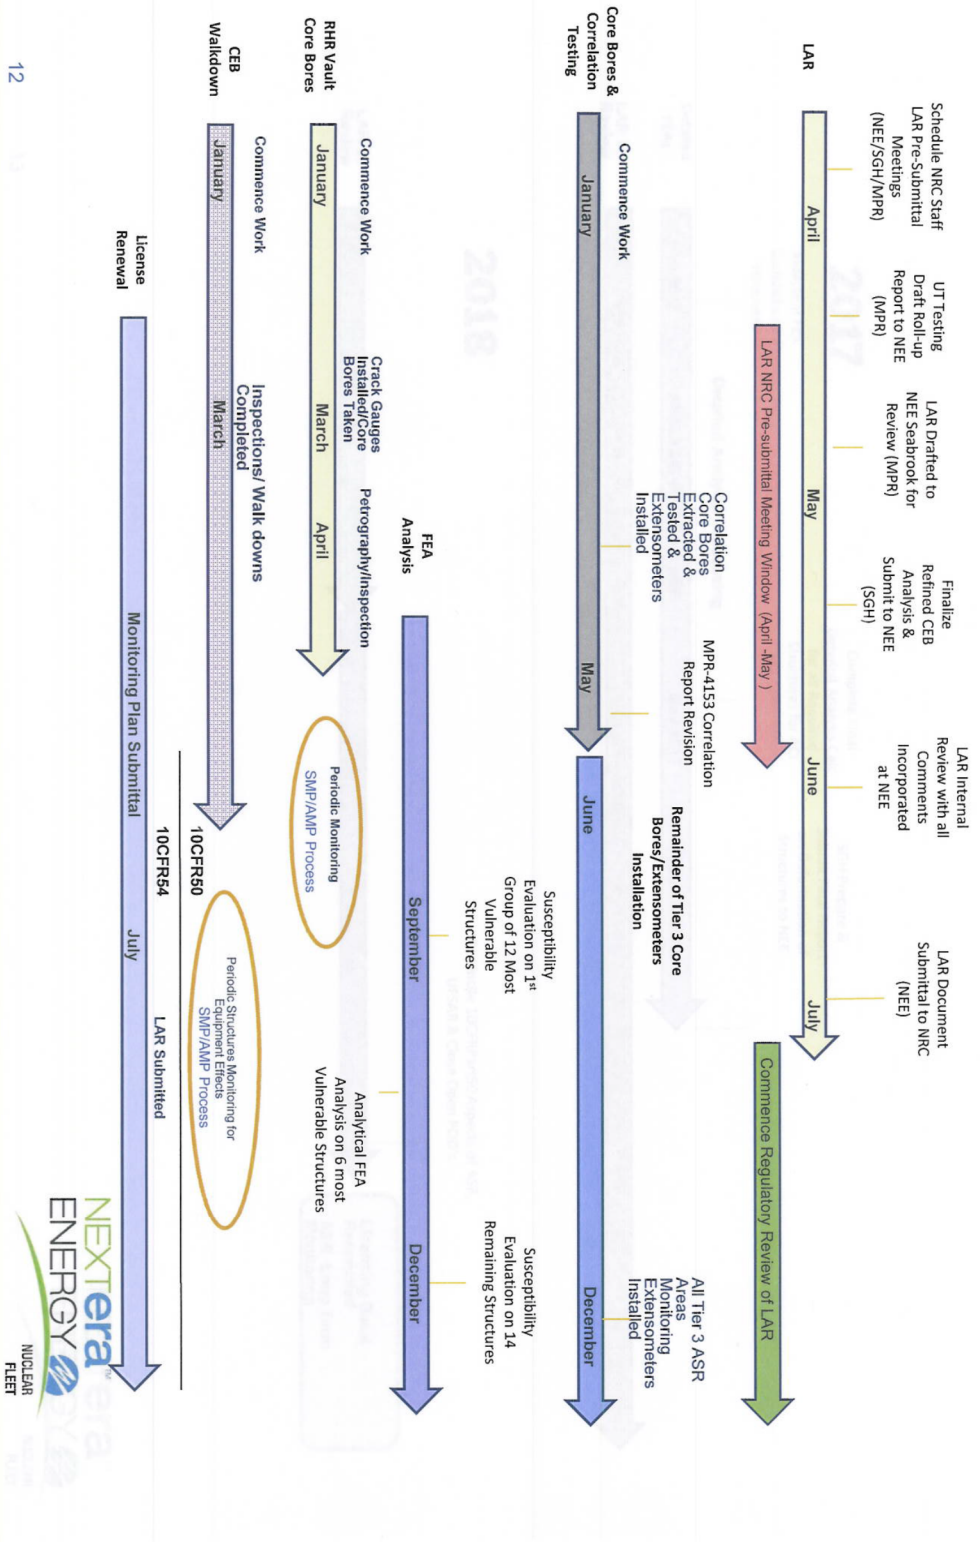 Schedule NRC Staff
LAR Pre-Submittal
Meetings
(NEE/SGH/MPR)
UT Testing
Draft Roll-up
Report to NEE
(MPR)
LAR Drafted to
NEE Seabrook for
Review (MPR)
Finalize
Refined CEB
Analysis &
Submit to NEE
(SGH)
LAR Internal
Review with all
Comments
Incorporated
at NEE
LAR Document
submittal to NRC
(NEE)
LAR
April
May
June
July
LAR NRC Pre-submittal Meeting Window (April -May )
Commence Regulatory Review of LAR
Core Bores &
Correlation
Testing
Commence Work
Correlation
Core Bores
Extracted &
Tested &
Extensometers
Installed
MPR-4153 Correlation
Report Revision
Remainder of Tier 3 Core
Bores/Extensometers
Installation
All Tier 3 ASR
Areas
Monitoring
Extensometers
Installed
January
May
June
December
Susceptibility
Evaluation on 1st
Group of 12 Most
Vulnerable
Structures
Susceptibility
Evaluation on 14
Remaining Structures
FEA
Analysis
September
December
Analytical FEA
Analysis on 6 most
Vulnerable Structures
RHR Vault
Core Bores
Commence Work
Crack Gauges
Installed/Core
Bores Taken
Petrography/Inspection
January
March
April
Periodic Monitoring
SMP/AMP Process
CEB
Walkdown
Commence Work
Inspections/ Walk downs
Completed
January
March
Periodic Structures Monitoring for
Equipment Effects
SMP/AMP Process
10CFR50
10CFR54
LAR Submitted
License
Renewal
Monitoring Plan Submittal
July
NEXTera™
ENERGY
NUCLEAR
FLEET
12
2017
2018